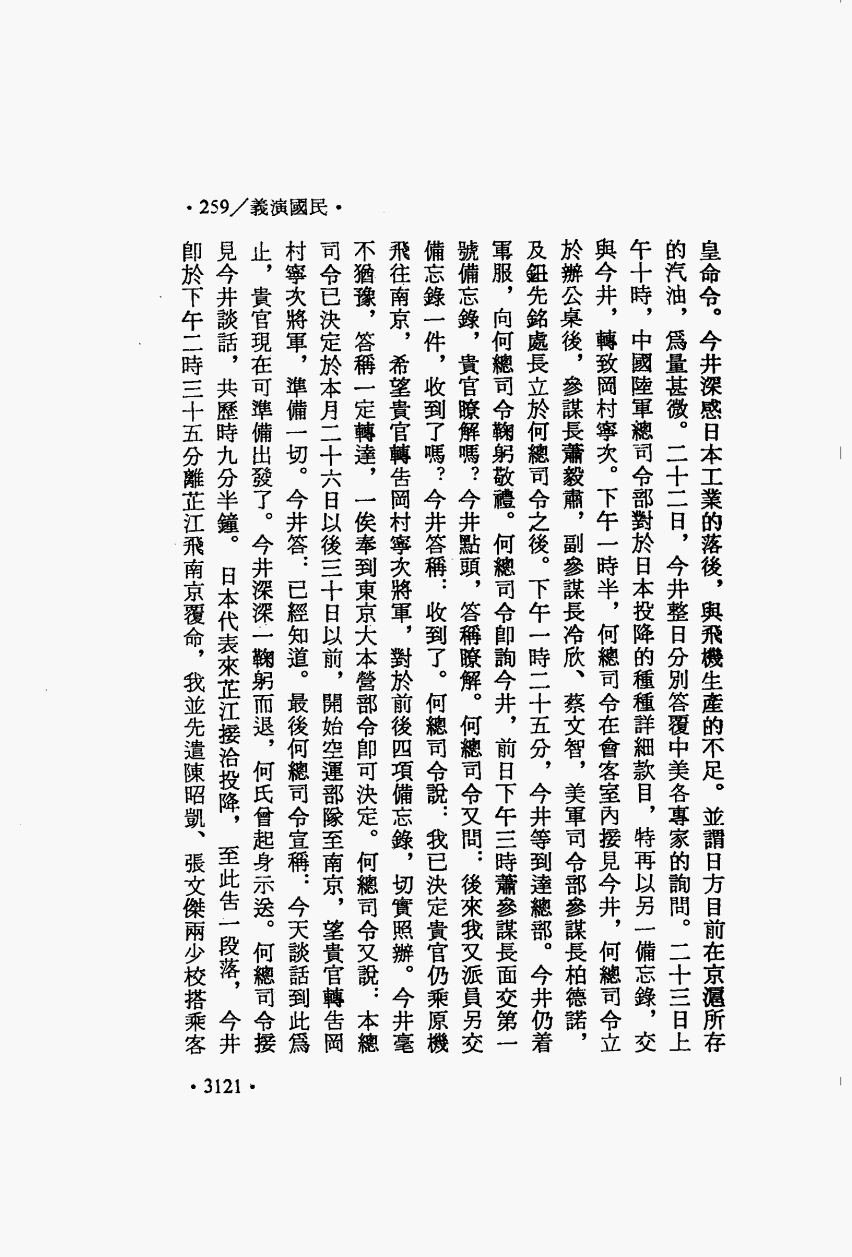 ·259／義演國民·
皇命令。今井深感日本工業的落後，與飛機生產的不足。並謂日方目前在京滬所存
的汽油，爲量甚微。二十二日，今井整日分別答覆中美各專家的詢問。二十三日上
午十時，中國陸軍總司令部對於日本投降的種種詳細款目，特再以另一備忘錄，交
與今井，轉致岡村寧次。下午一時半，何總司令在會客室內接見今井，何總司令立
於辦公桌後，參謀長蕭毅肅，副參謀長冷欣、蔡文智，美軍司令部參謀長柏德諾，
及鈕先銘處長立於何總司令之後。下午一時二十五分，今井等到達總部。今井仍着
軍服，向何總司令鞠躬敬禮。何總司令卽詢今井，前日下午三時蕭參謀長面交第一
號備忘錄，貴官瞭解嗎？今井點頭，答稱瞭解。何總司令又問：後來我又派員另交
備忘錄一件，收到了嗎？今井答稱：收到了。何總司令說：我已決定貴官仍乘原機
飛往南京，希望貴官轉告岡村寧次將軍，對於前後四項備忘錄，切實照辦。今井毫
不猶豫，答稱一定轉達，一俟奉到東京大本營部令卽可決定。何總司令又說：本總
司令已決定於本月二十六日以後三十日以前，開始空運部隊至南京，望貴官轉告岡
村寧次將軍，準備一切。今井答：已經知道。最後何總司令宣稱：今天談話到此爲
止，貴官現在可準備出發了。今井深深一鞠躬而退，何氏曾起身示送。何總司令接
見今井談話，共歷時九分半鐘。日本代表來芷江接洽投降，至此告一段落，今井
卽於下午二時三十五分離芷江飛南京覆命，我並先遣陳昭凱、張文傑兩少校搭乘客
·3121·